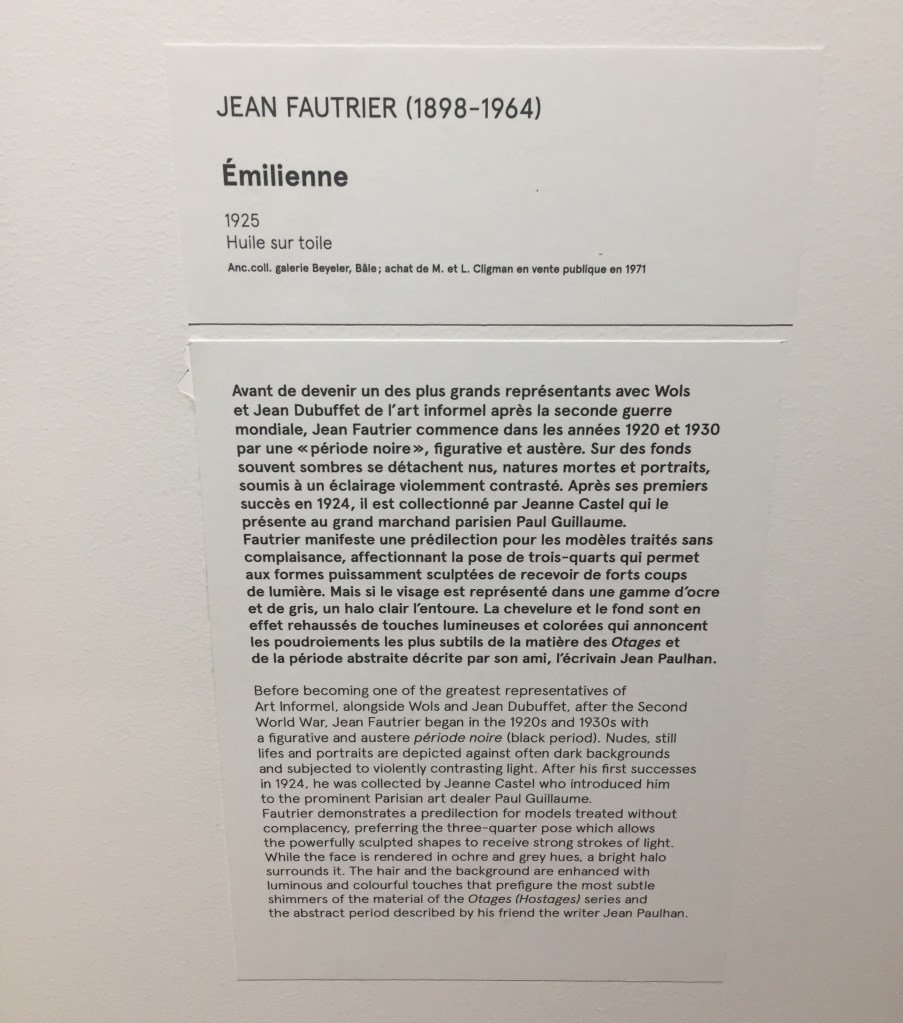 JEAN FAUTRIER (1898-1964)
Émilienne
1925
Huile sur toile
Anc.coll. galerie Beyeler, Bâle; achat de M. et L. Cligman en vente publique en 1971
Avant de devenir un des plus grands représentants avec Wols
et Jean Dubuffet de l'art informel après la seconde guerre
mondiale, Jean Fautrier commence dans les années 1920 et 1930
par une «période noire», figurative et austère. Sur des fonds
souvent sombres se détachent nus, natures mortes et portraits,
soumis à un éclairage violemment contrasté. Après ses premiers
succès en 1924, il est collectionné par Jeanne Castel qui le
présente au grand marchand parisien Paul Guillaume.
Fautrier manifeste une prédilection pour les modèles traités sans
complaisance, affectionnant la pose de trois-quarts qui permet
aux formes puissamment sculptées de recevoir de forts coups
de lumière. Mais si le visage est représenté dans une gamme d'ocre
et de gris, un halo clair l'entoure. La chevelure et le fond sont en
effet rehaussés de touches lumineuses et colorées qui annoncent
les poudroiements les plus subtils de la matière des Otages et
de la période abstraite décrite par son ami, l'écrivain Jean Paulhan.
Before becoming one of the greatest representatives of
Art Informel, alongside Wols and Jean Dubuffet, after the Second
World War, Jean Fautrier began in the 1920s and 1930s with
a figurative and austere période noire (black period). Nudes, still
lifes and portraits are depicted against often dark backgrounds
and subjected to violently contrasting light. After his first successes
in 1924, he was collected by Jeanne Castel who introduced him
to the prominent Parisian art dealer Paul Guillaume.
Fautrier demonstrates a predilection for models treated without
complacency, preferring the three-quarter pose which allows
the powerfully sculpted shapes to receive strong strokes of light.
While the face is rendered in ochre and grey hues, a bright halo
surrounds it. The hair and the background are enhanced with
luminous and colourful touches that prefigure the most subtle
shimmers of the material of the Otages (Hostages) series and
the abstract period described by his friend the writer Jean Paulhan.